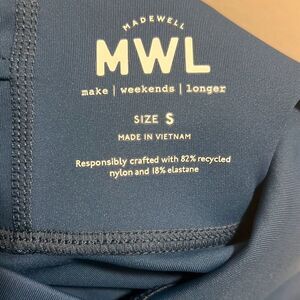 MADEWELL
MWL
make | weekends | longer
SIZE S
MADE IN VIETNAM
Responsibly crafted with 82% recycled
nylon and 18% elastane